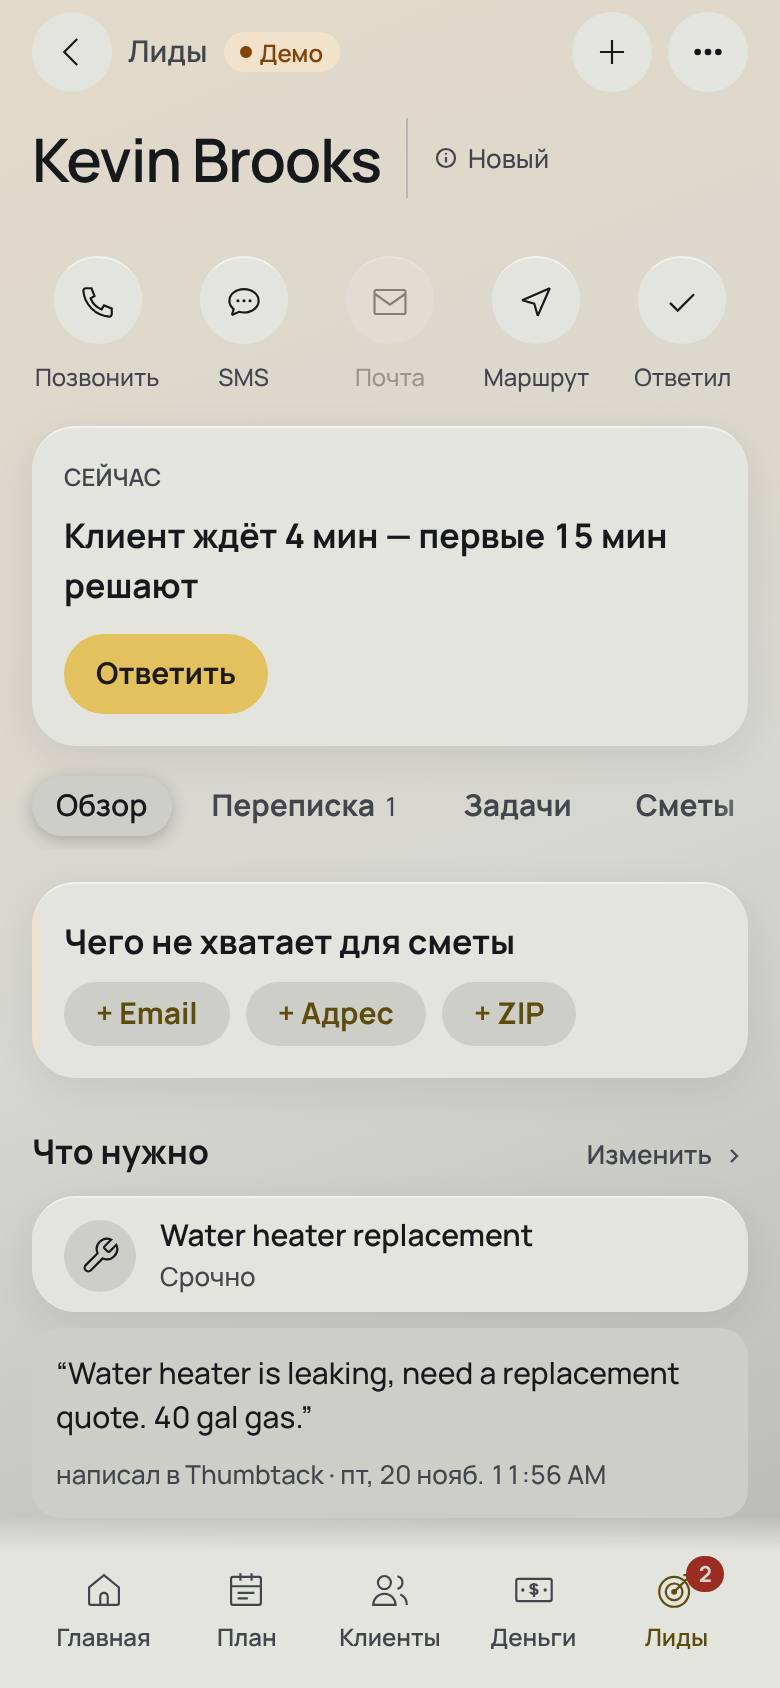 Лиды
Демо
Kevin Brooks
Новый
Позвонить
SMS
Почта
Маршрут
Ответил
СЕЙЧАС
Клиент ждёт 4 мин — первые 15 мин
решают
Ответить
Обзор
Переписка 1
Задачи
Сметы
Чего не хватает для сметы
+ Email
+ Адрес
+ ZIP
Что нужно
Изменить
Water heater replacement
Срочно
“Water heater is leaking, need a replacement
quote. 40 gal gas.”
написал в Thumbtack · пт, 20 нояб. 11:56 AM
2
Главная
План
Клиенты
Деньги
Лиды